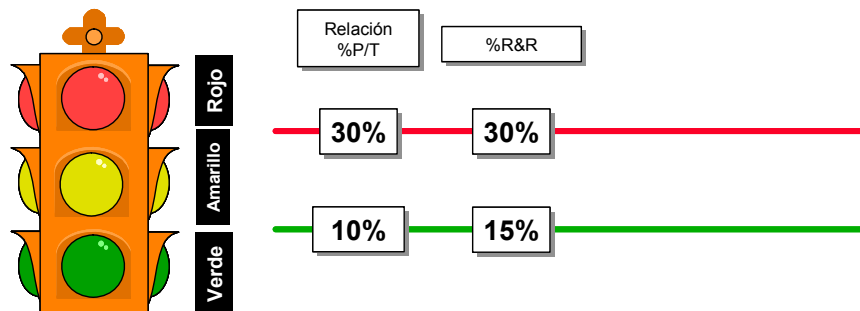 Relación
%P/T
%R&R
Rojo
30%
30%
Amarillo
10%
15%
Verde